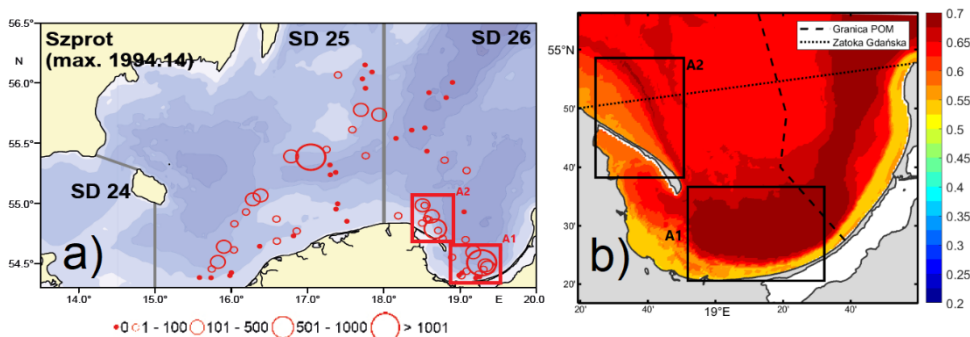 56.5°
N
56.0°
55.5°
55.0°
54.5°
Szprot
(max. 1994.14)
SD 25
SD 26
SD 24
A2
A1
a)
14.0°
15.0°
16.0°
17.0°
18.0°
19.0°
E
20.0
0
1 - 100
101 - 500
501 - 1000
> 1001
55°N
50'
40'
30'
20'
Granica POM
Zatoka Gdańska
A2
A1
b)
20'
40'
19°E
20'
40'
0.7
0.65
0.6
0.55
0.5
0.45
0.4
0.35
0.3
0.25
0.2